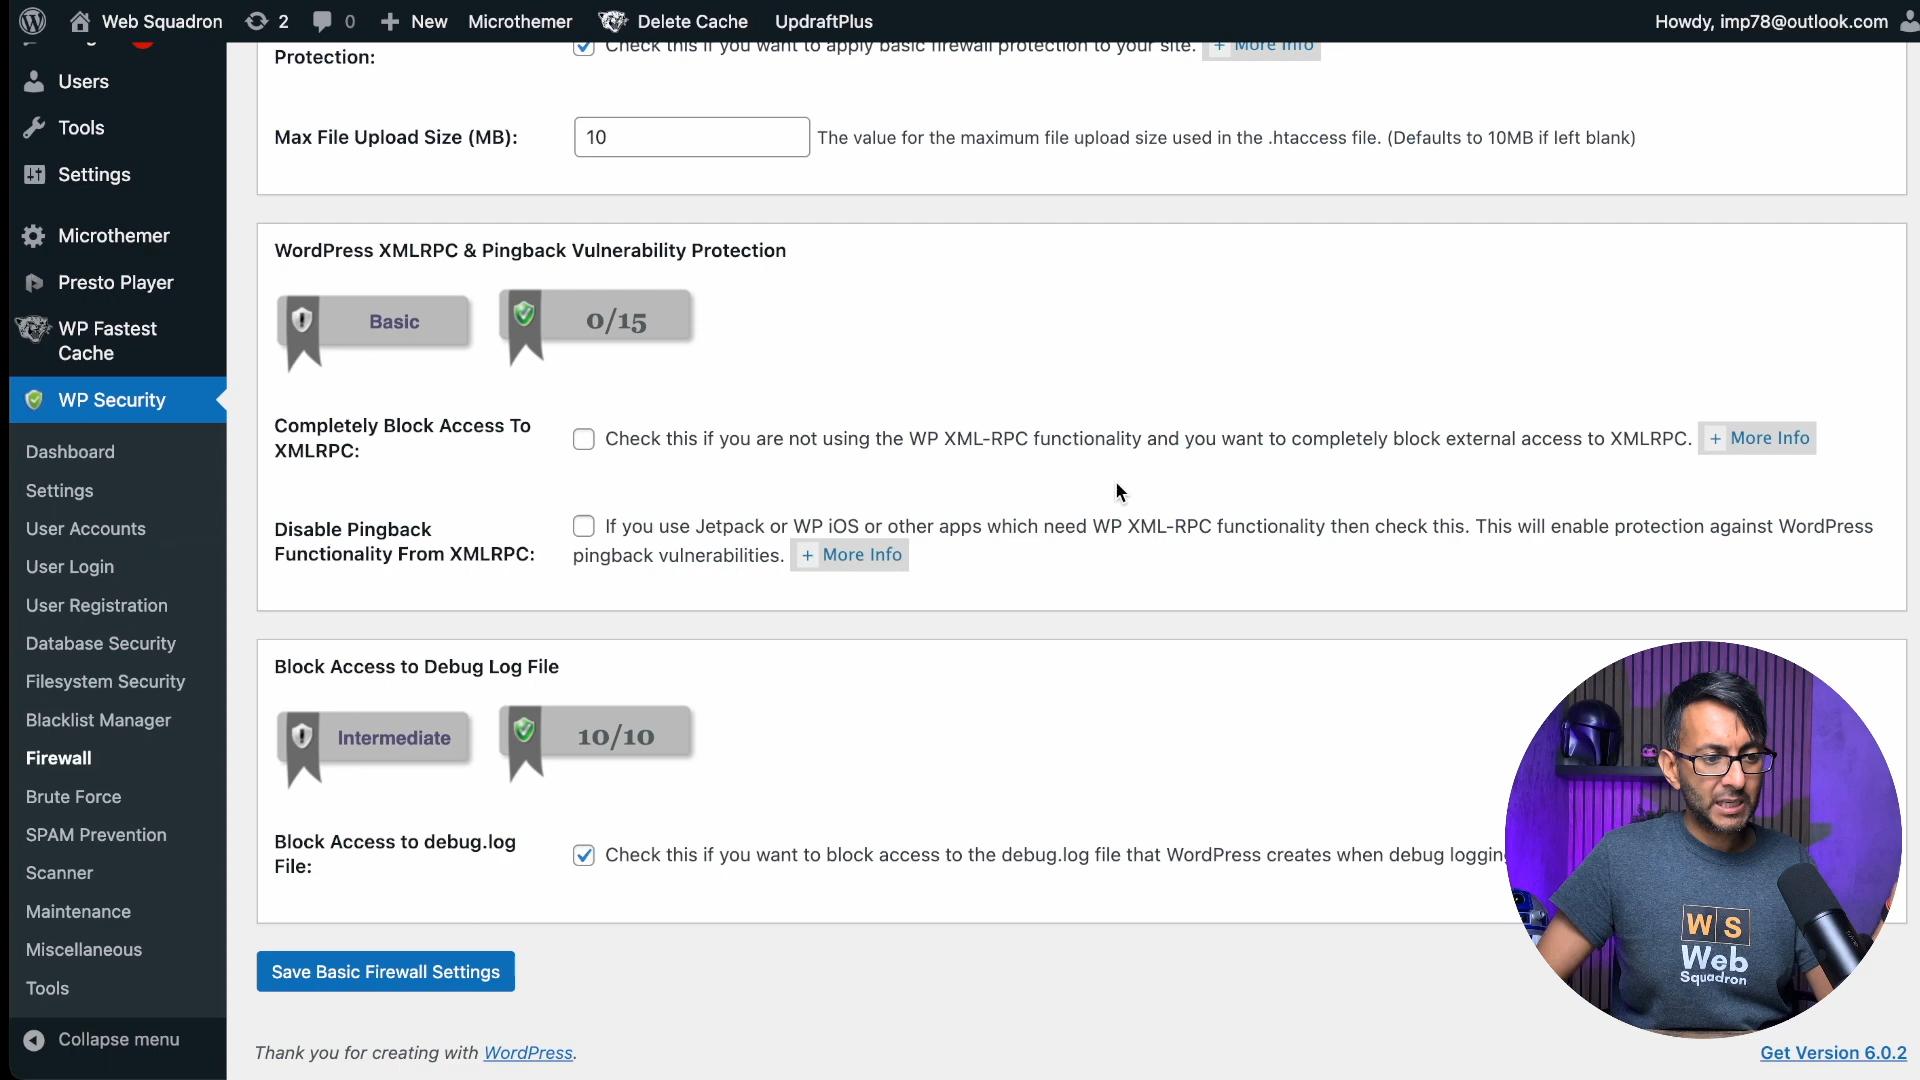 Web Squadron
2
0
New
Microthemer
Delete Cache
UpdraftPlus
Howdy, imp78@outlook.com
Users
Tools
Settings
Microthemer
Presto Player
WP Fastest
Cache
WP Security
Dashboard
Settings
User Accounts
User Login
User Registration
Database Security
Filesystem Security
Blacklist Manager
Firewall
Brute Force
SPAM Prevention
Scanner
Maintenance
Miscellaneous
Tools
Collapse menu
Protection:
Check this if you want to apply basic firewall protection to your site.
+ More Info
Max File Upload Size (MB):
10
The value for the maximum file upload size used in the .htaccess file. (Defaults to 10MB if left blank)
WordPress XMLRPC & Pingback Vulnerability Protection
Basic
0/15
Completely Block Access To
XMLRPC:
Check this if you are not using the WP XML-RPC functionality and you want to completely block external access to XMLRPC.
+ More Info
Disable Pingback
Functionality From XMLRPC:
If you use Jetpack or WP iOS or other apps which need WP XML-RPC functionality then check this. This will enable protection against WordPress
pingback vulnerabilities. + More Info
Block Access to Debug Log File
Intermediate
10/10
Block Access to debug.log
File:
Check this if you want to block access to the debug.log file that WordPress creates when debug logging
Save Basic Firewall Settings
Thank you for creating with WordPress.
Get Version 6.0.2
W S
Web
Squadron